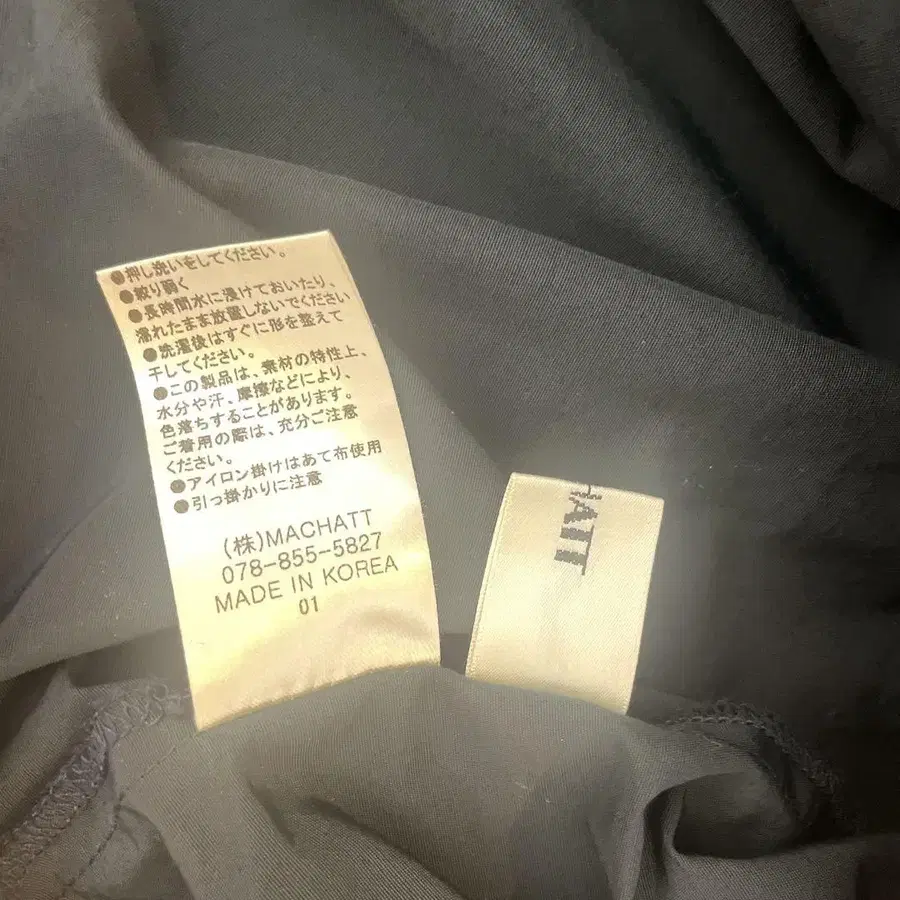 ●押し洗いをしてください。
●絞り弱く
●長時間水に浸けておいたり、
濡れたまま放置しないでください
●洗濯後はすぐに形を整えて
干してください。
●この製品は、素材の特性上、
水分や汗、摩擦などにより、
色落ちすることがあります。
ご着用の際は、充分ご注意
ください。
●アイロン掛けはあて布使用
●引っ掛かりに注意
(株)MACHATT
078-855-5827
MADE IN KOREA
01
HATT